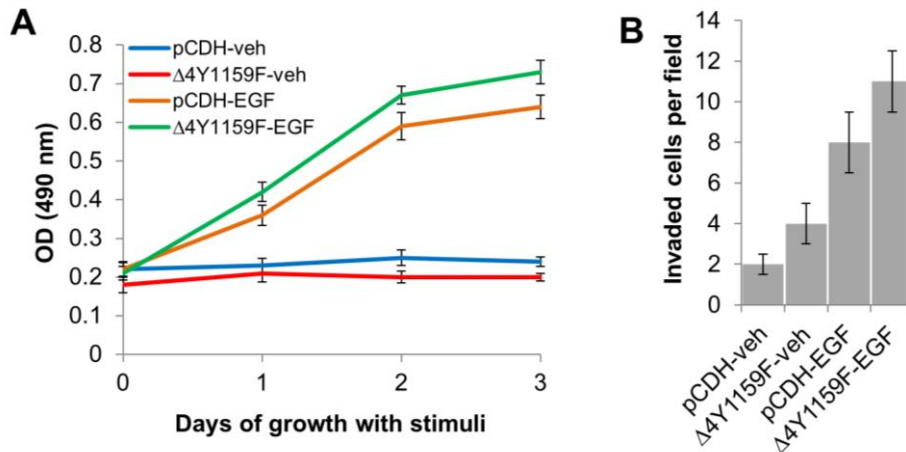 A
pCDH-veh
Δ4Y1159F-veh
pCDH-EGF
Δ4Y1159F-EGF
OD (490 nm)
0.8
0.7
0.6
0.5
0.4
0.3
0.2
0.1
0
0 1 2 3
Days of growth with stimuli
B
Invaded cells per field
14
12
10
8
6
4
2
0
pCDH-veh
Δ4Y1159F-veh
pCDH-EGF
Δ4Y1159F-EGF